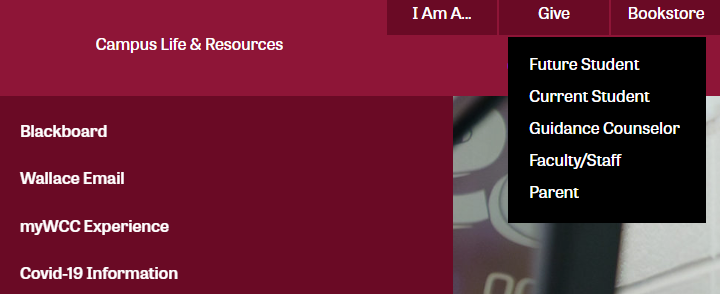 I Am A...
Give
Bookstore
Campus Life & Resources
Future Student
Current Student
Guidance Counselor
Faculty/Staff
Parent
Blackboard
Wallace Email
myWCC Experience
Covid-19 Information